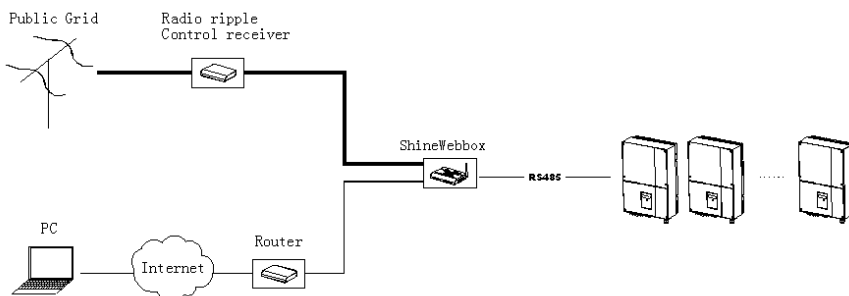 Public Grid
Radio ripple
Control receiver
ShineWebbox
RS485
PC
Internet
Router